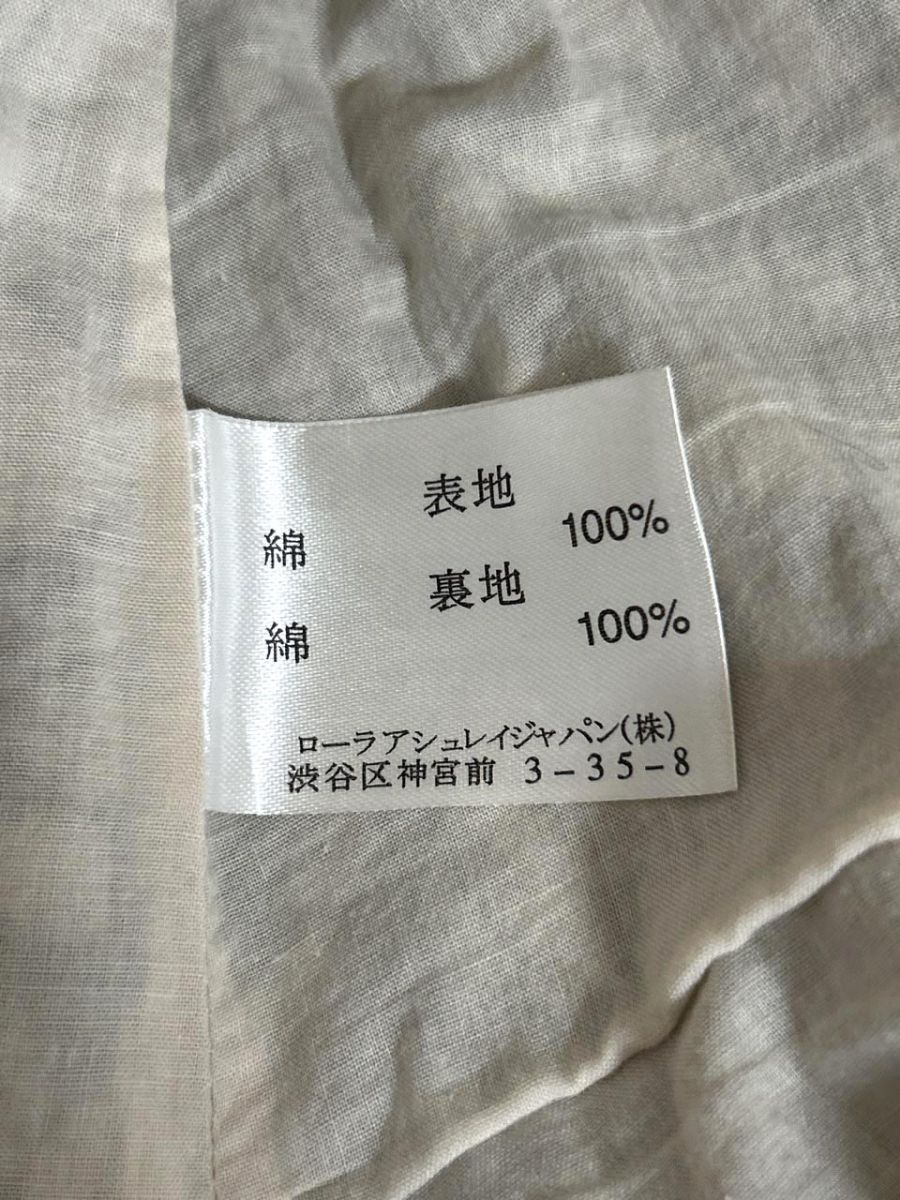 表地
綿 100%
裏地
綿 100%
ローラアシュレイジャパン(株)
渋谷区神宮前 3-35-8